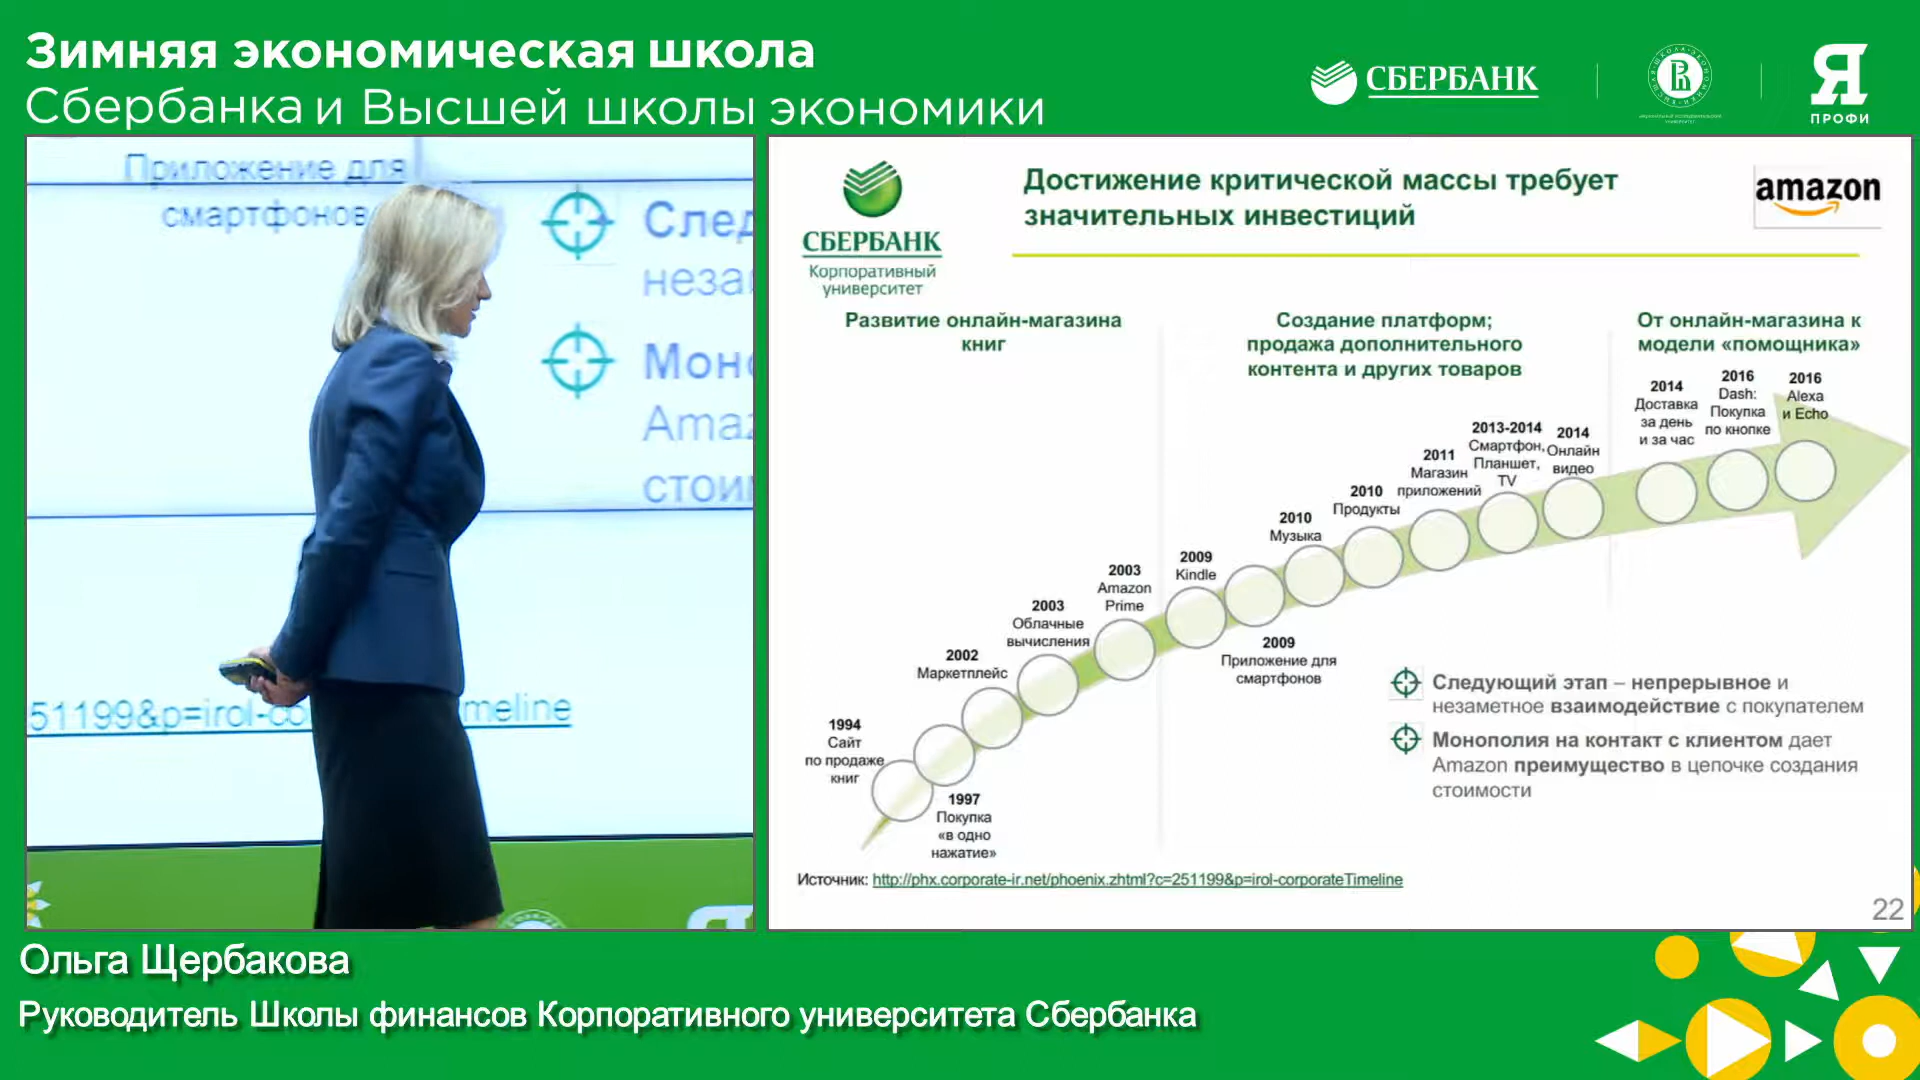 Зимняя экономическая школа
Сбербанка и Высшей школы экономики
СБЕРБАНК
Я
ПРОФИ
Приложение для
смартфонов
След
неза
Моно
Amaz
стои
51199&p=irol-co
meline
СБЕРБАНК
Корпоративный
университет
Достижение критической массы требует
значительных инвестиций
amazon
Развитие онлайн-магазина
книг
Создание платформ;
продажа дополнительного
контента и других товаров
От онлайн-магазина к
модели «помощника»
1994
Сайт
по продаже
книг
1997
Покупка
«в одно
нажатие»
2002
Маркетплейс
2003
Облачные
вычисления
2003
Amazon
Prime
2009
Kindle
2009
Приложение для
смартфонов
2010
Музыка
2010
Продукты
2011
Магазин
приложений
2013-2014
Смартфон,
Планшет,
TV
2014
Онлайн
видео
2014
Доставка
за день
и за час
2016
Dash:
Покупка
по кнопке
2016
Alexa
и Echo
Следующий этап – непрерывное и
незаметное взаимодействие с покупателем
Монополия на контакт с клиентом дает
Amazon преимущество в цепочке создания
стоимости
Источник: http://phx.corporate-ir.net/phoenix.zhtml?c=251199&p=irol-corporateTimeline
22
Ольга Щербакова
Руководитель Школы финансов Корпоративного университета Сбербанка